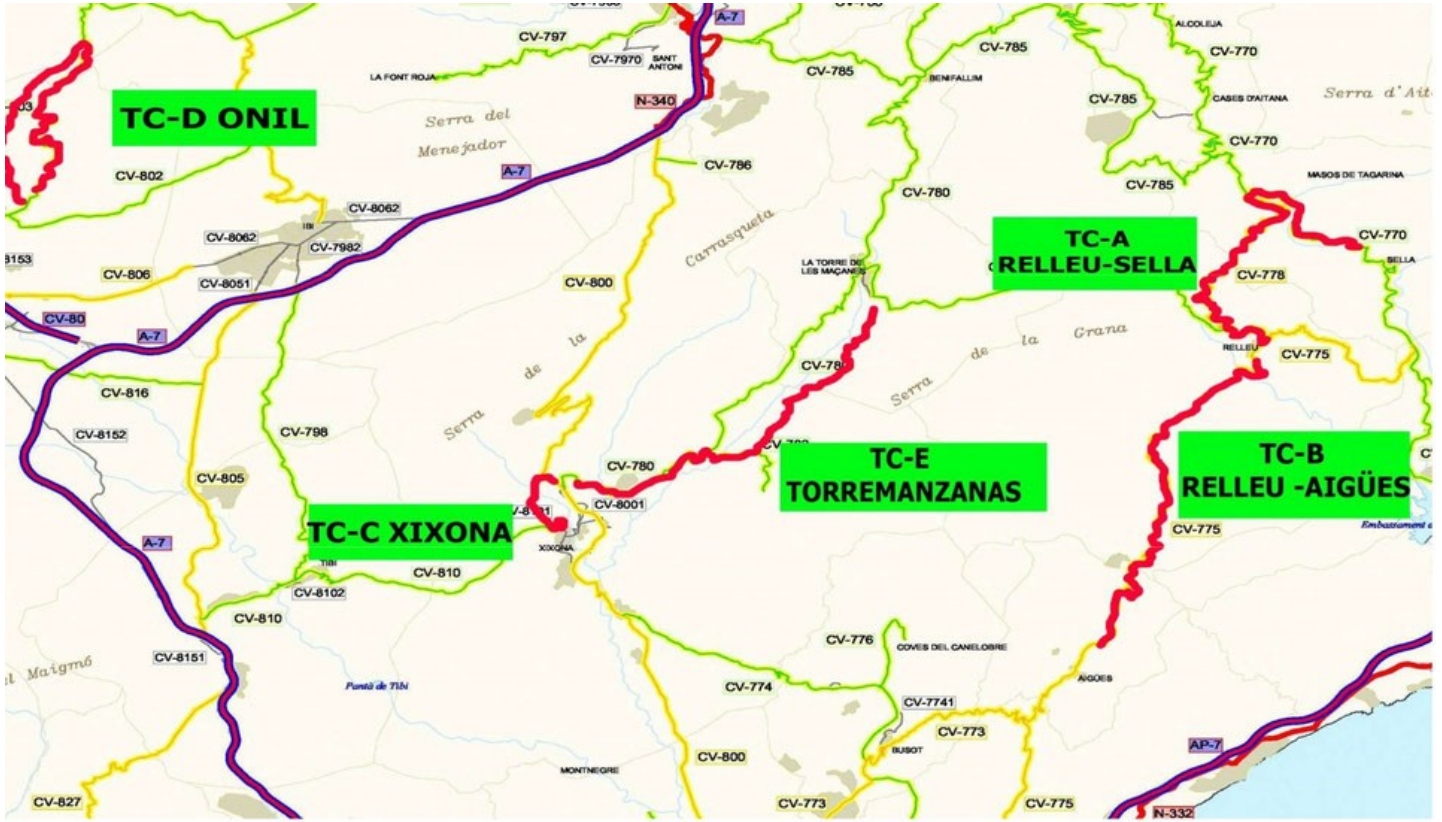 A-7
CV-797
CV-785
ALCOLEJA
CV-770
CV-7970
SANT
ANTONI
LA FONT ROJA
CV-785
BENIFALLIM
N-340
CV-785
CASES D'AITANA
Serra d'Ait
TC-D ONIL
Serra del
Menejador
CV-770
CV-786
A-7
CV-802
CV-780
CV-785
MASOS DE TAGARINA
CV-8062
IBI
CV-8062
CV-7982
Carrasqueta
TC-A
RELLEU-SELLA
CV-770
8153
CV-806
CV-8051
LA TORRE DE
LES MAÇANES
SELLA
CV-778
CV-800
CV-80
A-7
la
de la Grana
RELLEU
CV-775
de
Serra
CV-816
Serra
CV-8152
CV-798
TC-E
TORREMANZANAS
TC-B
RELLEU -AIGÜES
CV-780
CV-805
CV-8001
TC-C XIXONA
CV-775
Embassament
A-7
XIXONA
TIBI
CV-810
CV-8102
CV-810
CV-776
COVES DEL CANELOBRE
CV-8151
Maigmó
Pantà de Tibi
CV-774
AIGÜES
CV-7741
CV-773
BUSOT
AP-7
CV-800
MONTNEGRE
CV-827
CV-773
CV-775
N-332